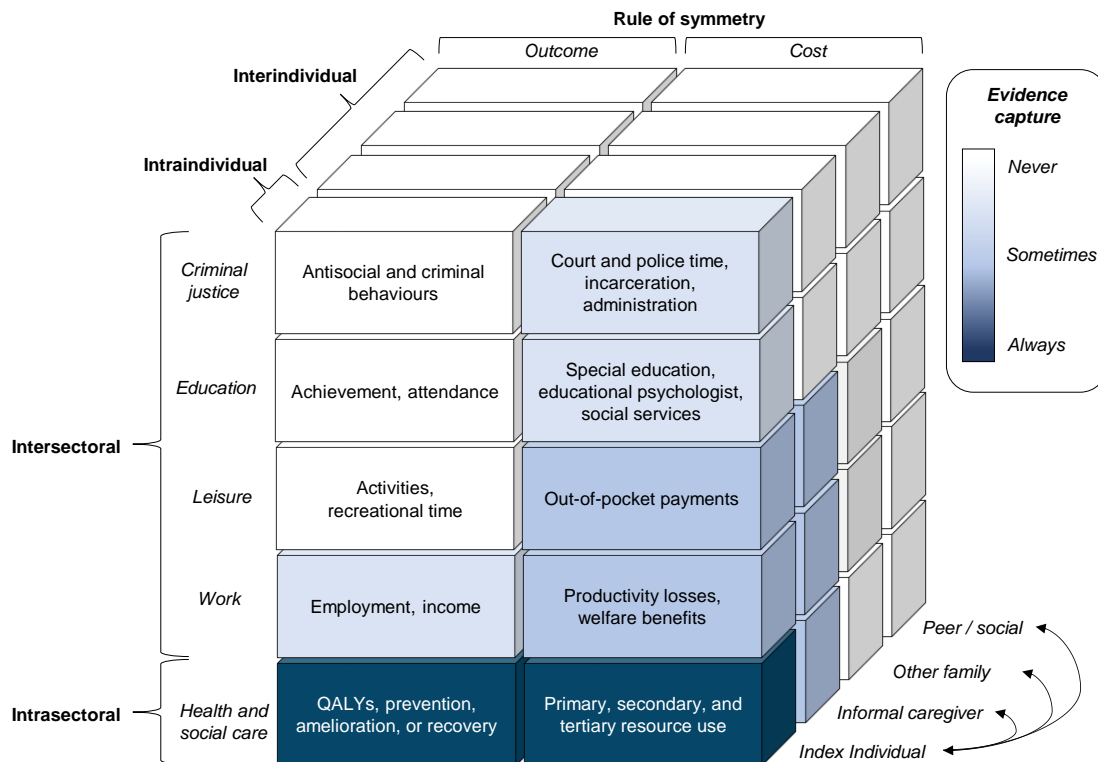 Rule of symmetry
Outcome
Cost
Interindividual
Intraindividual
Evidence
capture
Never
Sometimes
Always
Intersectoral
Criminal
justice
Antisocial and criminal
behaviours
Court and police time,
incarceration,
administration
Education
Achievement, attendance
Special education,
educational psychologist,
social services
Leisure
Activities,
recreational time
Out-of-pocket payments
Work
Employment, income
Productivity losses,
welfare benefits
Intrasectoral
Health and
social care
QALYs, prevention,
amelioration, or recovery
Primary, secondary, and
tertiary resource use
Peer / social
Other family
Informal caregiver
Index Individual